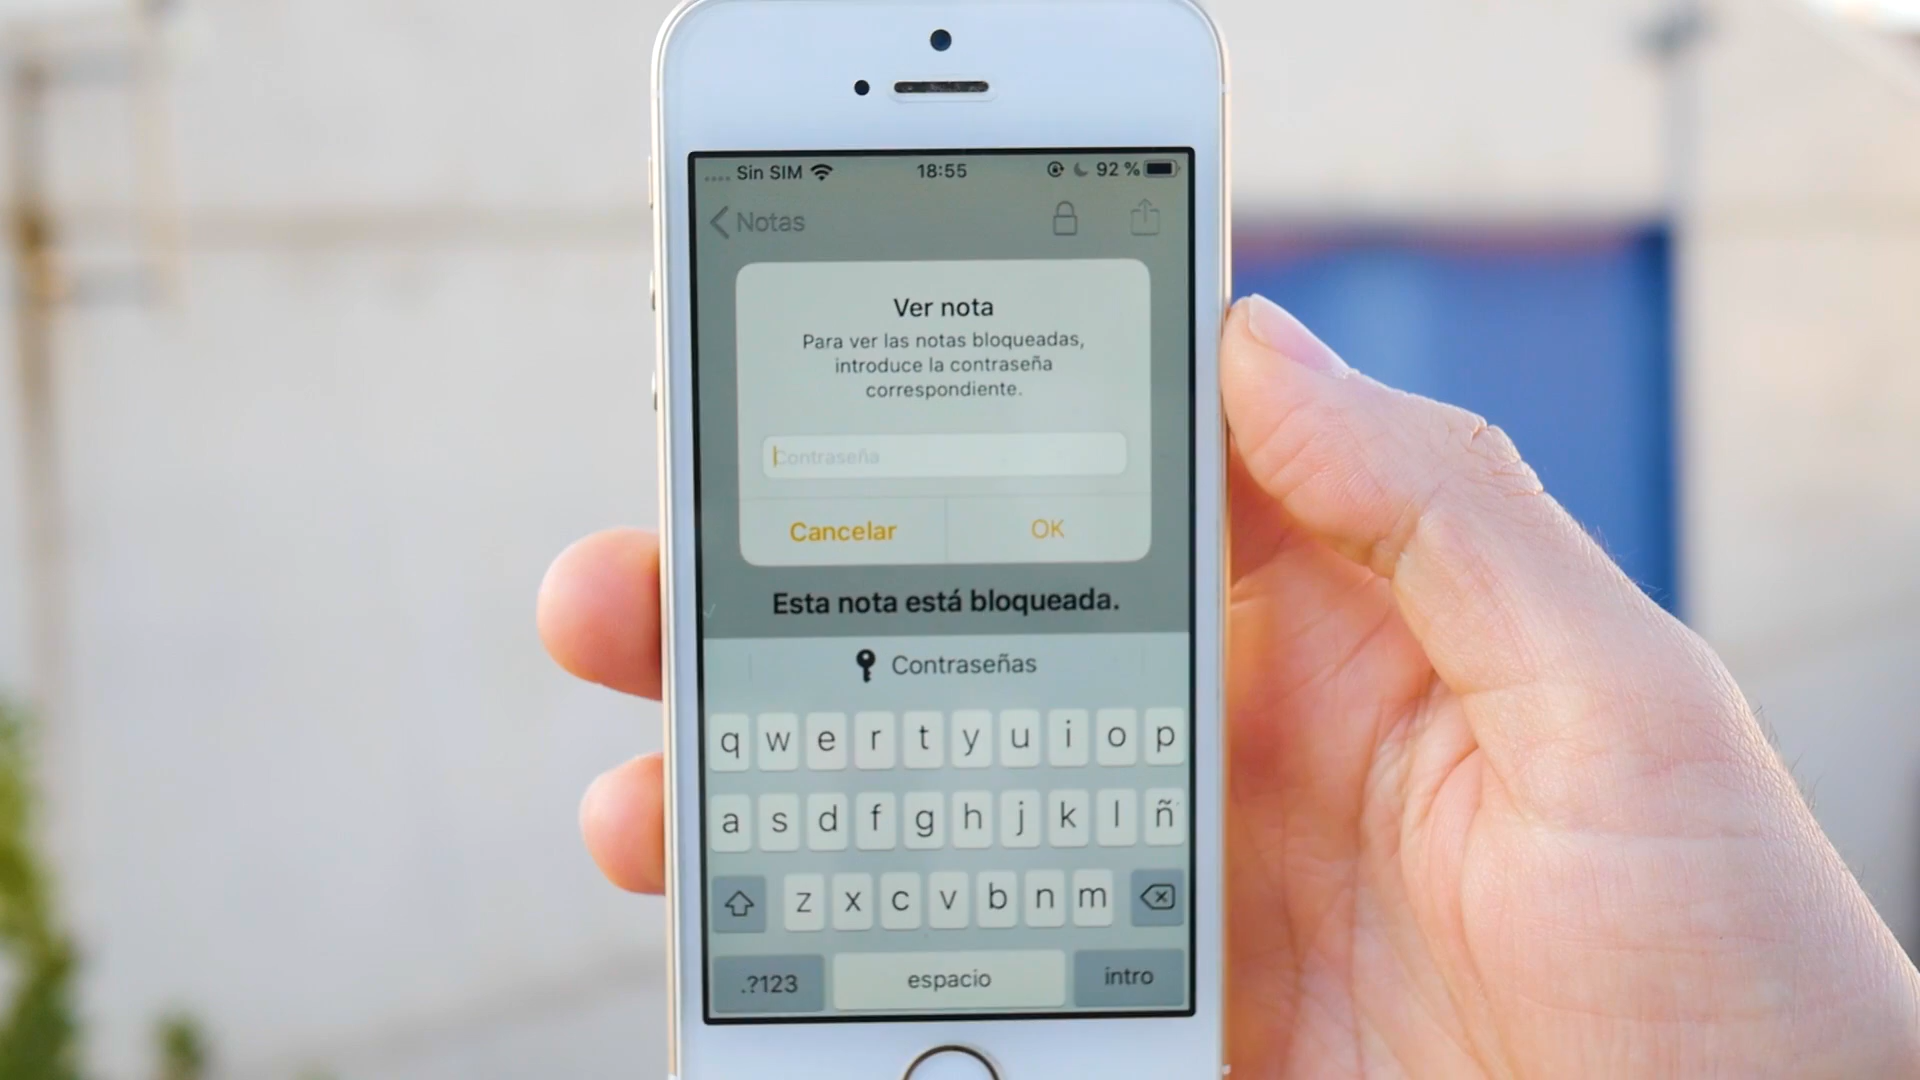 Sin SIM 18:55 92 %
Notas
Ver nota
Para ver las notas bloqueadas,
introduce la contraseña
correspondiente.
Contraseña
Cancelar OK
Esta nota está bloqueada.
Contraseñas
q w e r t y u i o p
a s d f g h j k l ñ
z x c v b n m
.?123 espacio intro